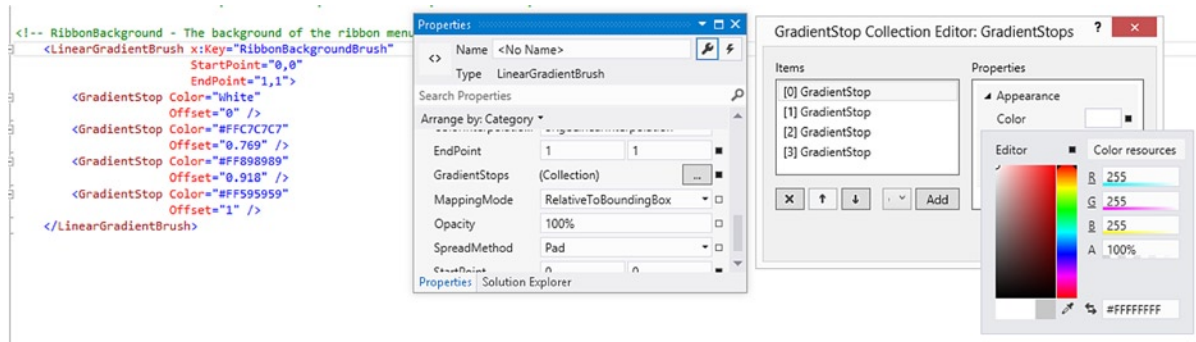 <!-- RibbonBackground - The background of the ribbon menu
<LinearGradientBrush x:Key="RibbonBackgroundBrush"
StartPoint="0,0"
EndPoint="1,1">
<GradientStop Color="White"
Offset="0" />
<GradientStop Color="#FFC7C7C7"
Offset="0.769" />
<GradientStop Color="#FF898989"
Offset="0.918" />
<GradientStop Color="#FF595959"
Offset="1" />
</LinearGradientBrush>
Properties
Name <No Name>
Type LinearGradientBrush
Search Properties
Arrange by: Category
EndPoint 1 1
GradientStops (Collection) ...
MappingMode RelativeToBoundingBox
Opacity 100%
SpreadMethod Pad
StartPoint 0 0
Properties Solution Explorer
GradientStop Collection Editor: GradientStops ?
Items Properties
[0] GradientStop
[1] GradientStop
[2] GradientStop
[3] GradientStop
Add
Appearance
Color
Editor Color resources
R 255
G 255
B 255
A 100%
#FFFFFFFF